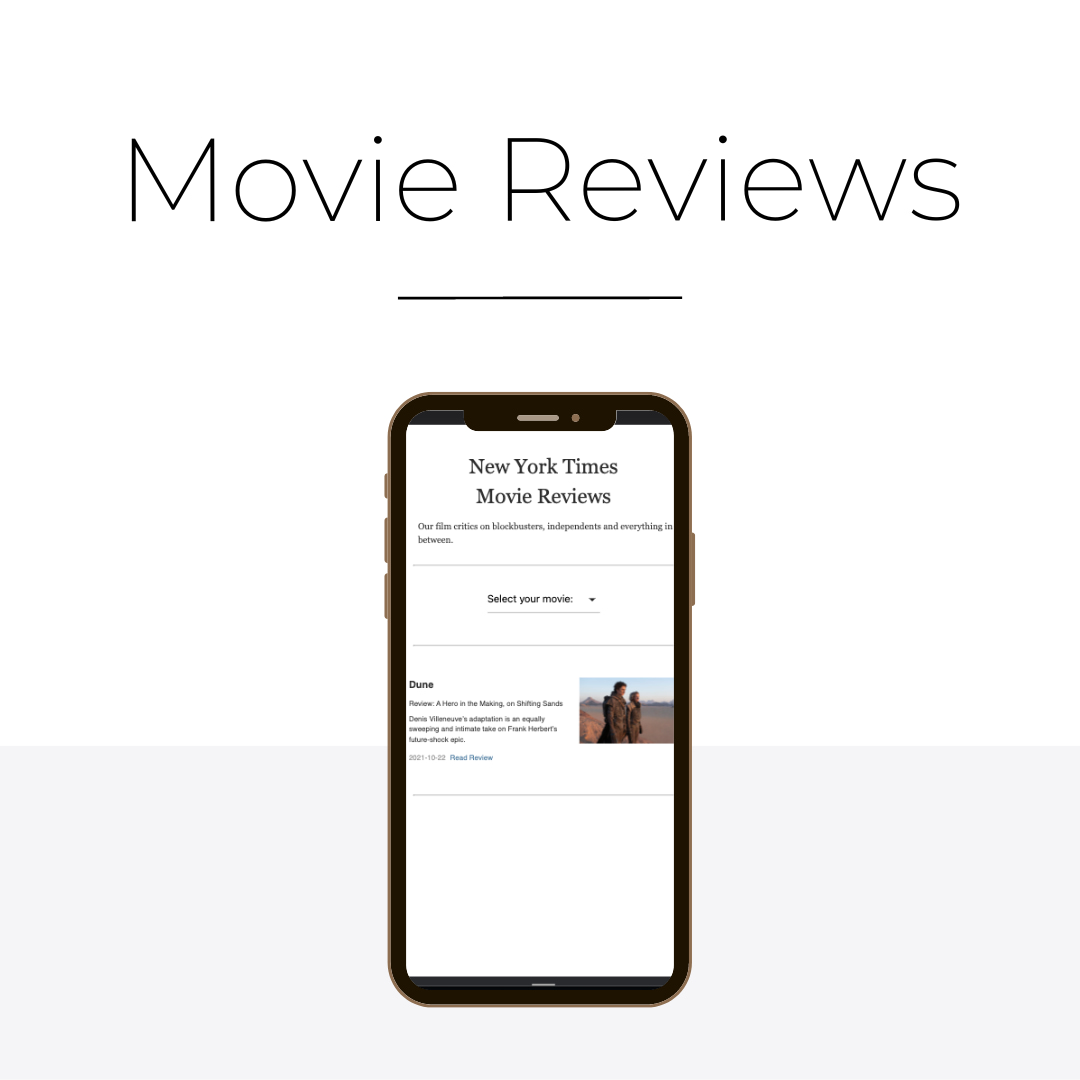 Movie Reviews
New York Times
Movie Reviews
Our film critics on blockbusters, independents and everything in
between.
Select your movie:
Dune
Review: A Hero in the Making, on Shifting Sands
Denis Villeneuve's adaptation is an equally
sweeping and intimate take on Frank Herbert's
future-shock epic.
2021-10-22 Read Review